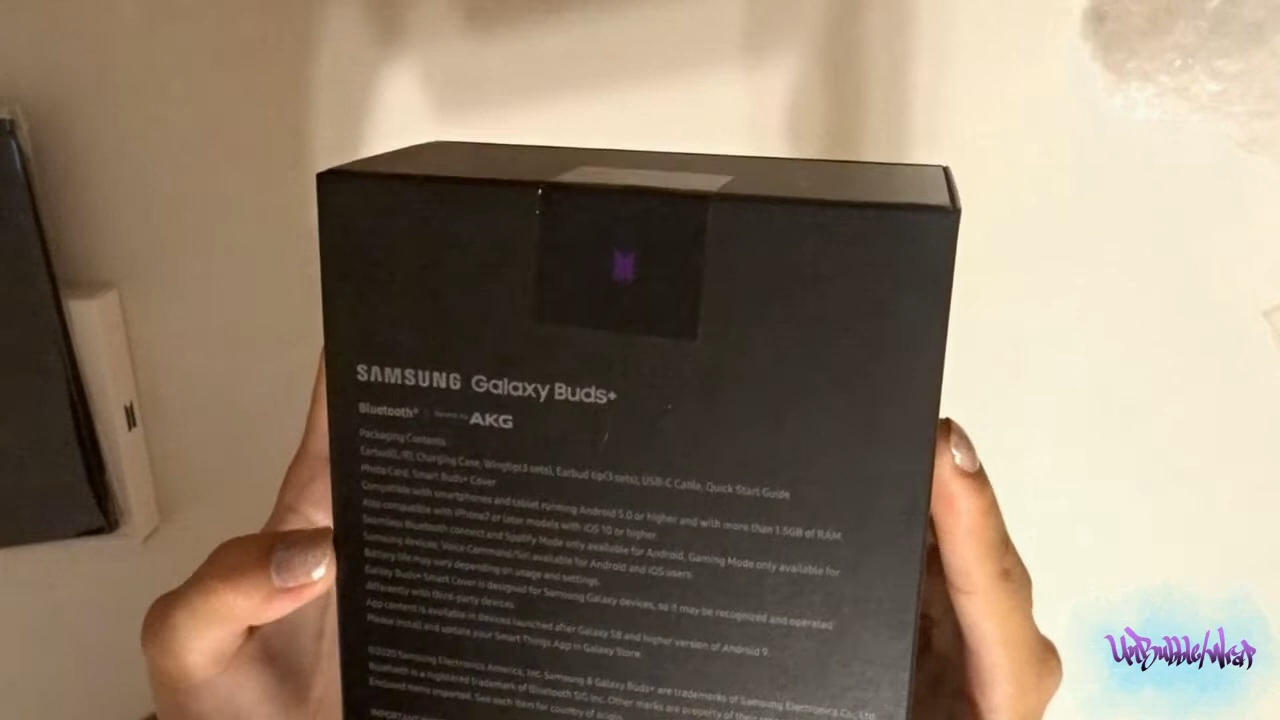 SAMSUNG Galaxy Buds+
Bluetooth® AKG
Packaging Contents
Earbud(L/R), Charging Case, Wingtip(3 sets), Earbud tip(3 sets), USB-C Cable, Quick Start Guide
Photo Card, Smart Buds+ Cover
Compatible with smartphones and tablet running Android 5.0 or higher and with more than 1.5GB of RAM.
Also compatible with iPhone7 or later models with iOS 10 or higher.
Seamless Bluetooth connect and Spotify Mode only available for Android, Gaming Mode only available for
Samsung devices, Voice Command/Siri available for Android and iOS users.
Battery life may vary depending on usage and settings.
Galaxy Buds+ Smart Cover is designed for Samsung Galaxy devices, so it may be recognized and operated
differently with third-party devices.
App content is available in devices launched after Galaxy S8 and higher version of Android 9.
Please install and update your Smart Things App in Galaxy Store.
©2020 Samsung Electronics America, Inc. Samsung & Galaxy Buds+ are trademarks of Samsung Electronics Co., Ltd.
Bluetooth is a registered trademark of Bluetooth SIG Inc. Other marks are property of their
Enclosed items imported. See each item for country of origin.
IMPORTANT
UnBubble/Wrap